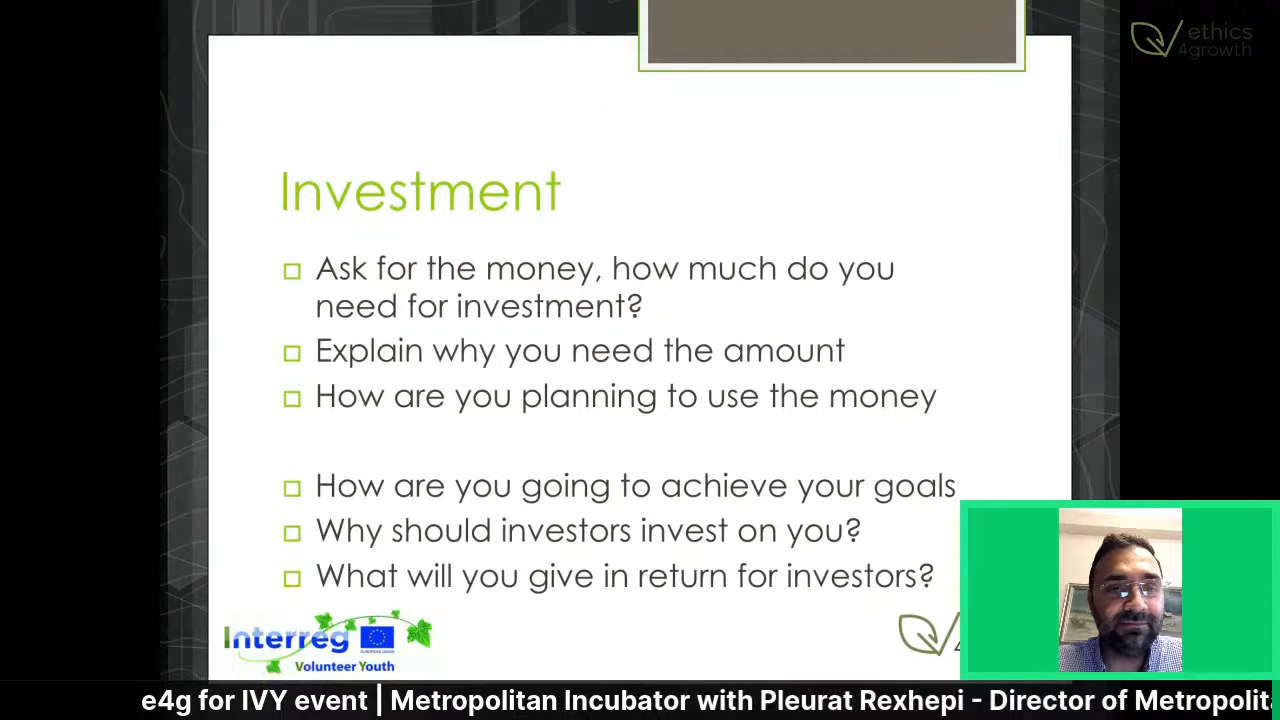 ethics
4growth
Investment
Ask for the money, how much do you
need for investment?
Explain why you need the amount
How are you planning to use the money
How are you going to achieve your goals
Why should investors invest on you?
What will you give in return for investors?
Interreg
EUROPEAN UNION
Volunteer Youth
e4g for IVY event | Metropolitan Incubator with Pleurat Rexhepi - Director of Metropolita